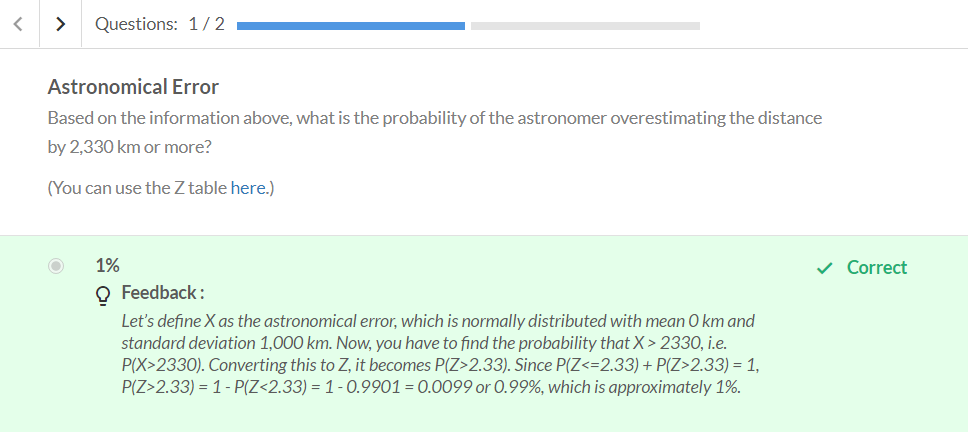 Questions: 1 / 2
Astronomical Error
Based on the information above, what is the probability of the astronomer overestimating the distance
by 2,330 km or more?
(You can use the Z table here.)
1%
Correct
Feedback :
Let's define X as the astronomical error, which is normally distributed with mean 0 km and
standard deviation 1,000 km. Now, you have to find the probability that X > 2330, i.e.
P(X>2330). Converting this to Z, it becomes P(Z>2.33). Since P(Z<=2.33) + P(Z>2.33) = 1,
P(Z>2.33) = 1 - P(Z<2.33) = 1 - 0.9901 = 0.0099 or 0.99%, which is approximately 1%.